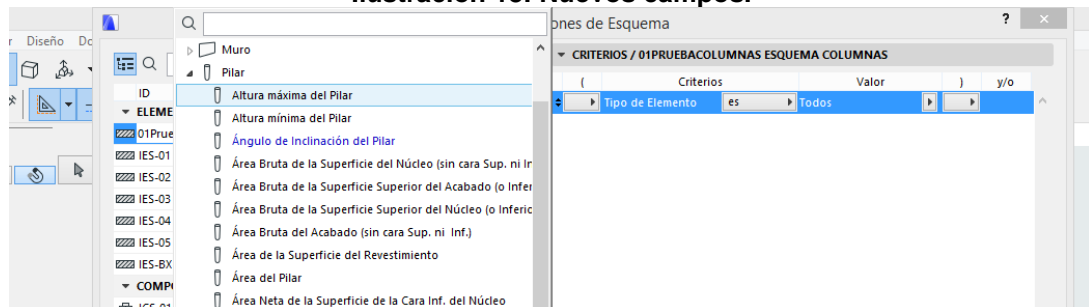 Ilustración 10. Nuevos campos.
ones de Esquema
?
Diseño
CRITERIOS / 01PRUEBACOLUMNAS ESQUEMA COLUMNAS
( Criterios Valor ) y/o
Tipo de Elemento es Todos
ID
ELEME
01Prue
IES-01
IES-02
IES-03
IES-04
IES-05
IES-BX
COMP
Muro
Pilar
Altura máxima del Pilar
Altura mínima del Pilar
Ángulo de Inclinación del Pilar
Área Bruta de la Superficie del Núcleo (sin cara Sup. ni Ir
Área Bruta de la Superficie Superior del Acabado (o Infer
Área Bruta de la Superficie Superior del Núcleo (o Inferic
Área Bruta del Acabado (sin cara Sup. ni Inf.)
Área de la Superficie del Revestimiento
Área del Pilar
Área Neta de la Superficie de la Cara Inf. del Núcleo